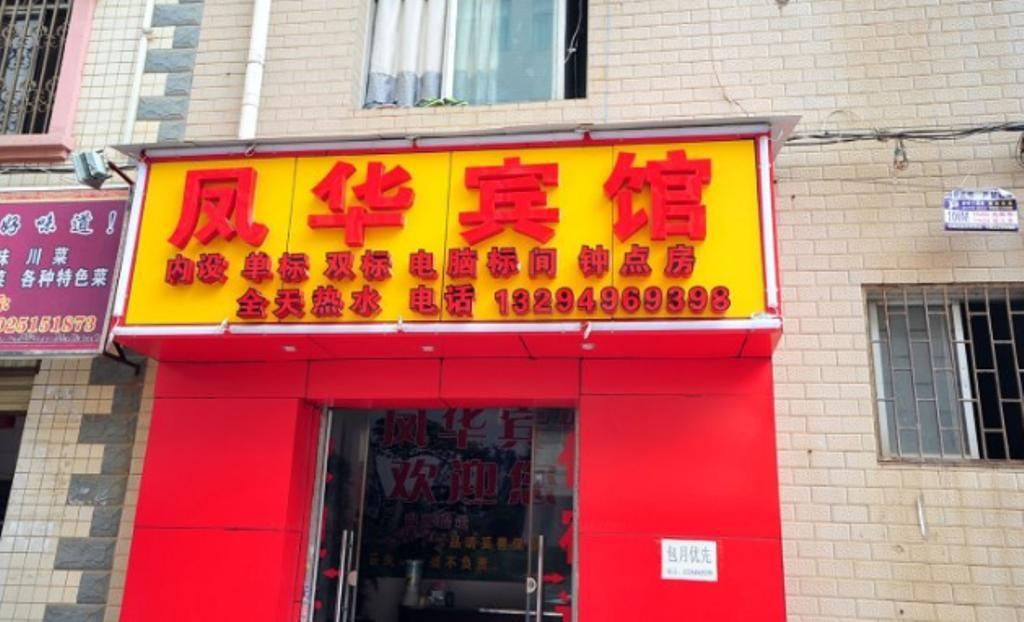 凤华宾馆
内设 单标 双标 电脑标间 钟点房
全天热水 电话 13294969398
好味道！
味 川菜
菜 各种特色菜
025151873
凤华宾
欢迎您
包月优先